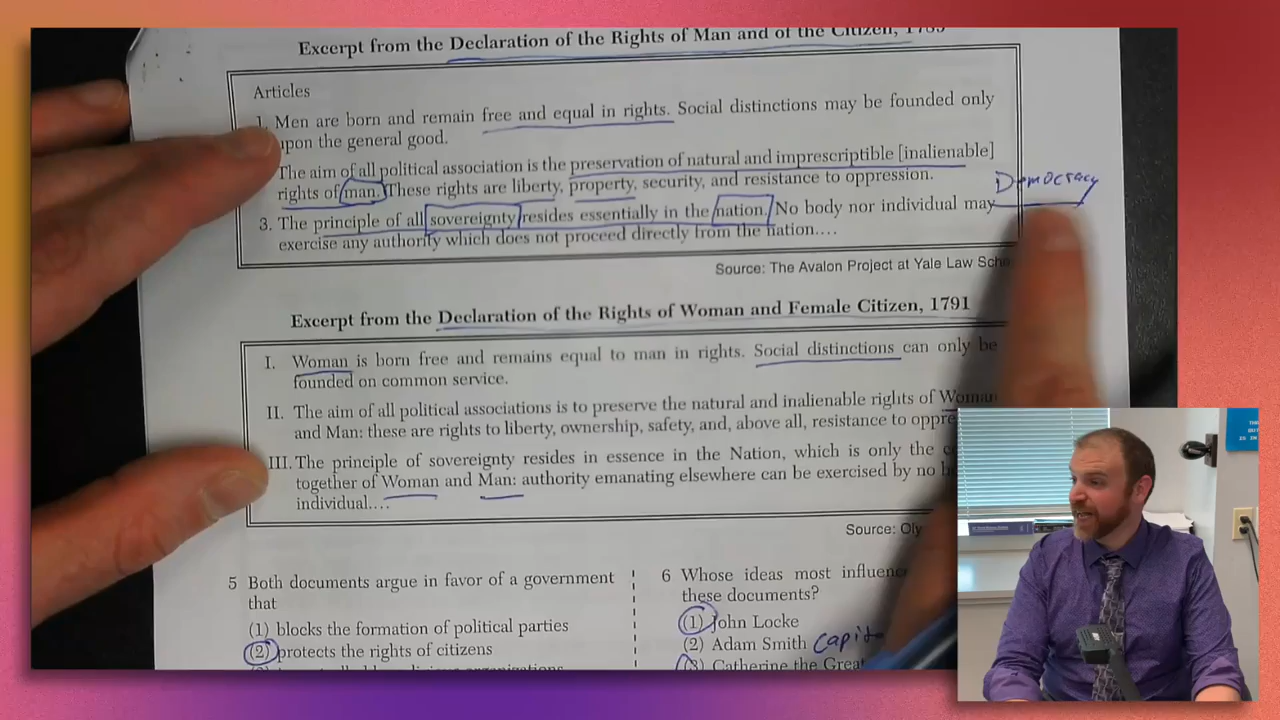 Excerpt from the Declaration of the Rights of Man and of the Citizen, 1789
Articles
1. Men are born and remain free and equal in rights. Social distinctions may be founded only
upon the general good.
The aim of all political association is the preservation of natural and imprescriptible [inalienable]
rights of man. These rights are liberty, property, security, and resistance to oppression.
Democracy
3. The principle of all sovereignty resides essentially in the nation. No body nor individual may
exercise any authority which does not proceed directly from the nation....
Source: The Avalon Project at Yale Law
Excerpt from the Declaration of the Rights of Woman and Female Citizen, 1791
I. Woman is born free and remains equal to man in rights. Social distinctions can only be
founded on common service.
II. The aim of all political associations is to preserve the natural and inalienable rights of Woman
and Man: these are rights to liberty, ownership, safety, and, above all, resistance to
III. The principle of sovereignty resides in essence in the Nation, which is only the
together of Woman and Man: authority emanating elsewhere can be exercised by no
individual....
Source:
5 Both documents argue in favor of a government
that
(1) blocks the formation of political parties
(2) protects the rights of citizens
6 Whose ideas most
these documents?
(1) John Locke
(2) Adam Smith
(3) Catherine the Great